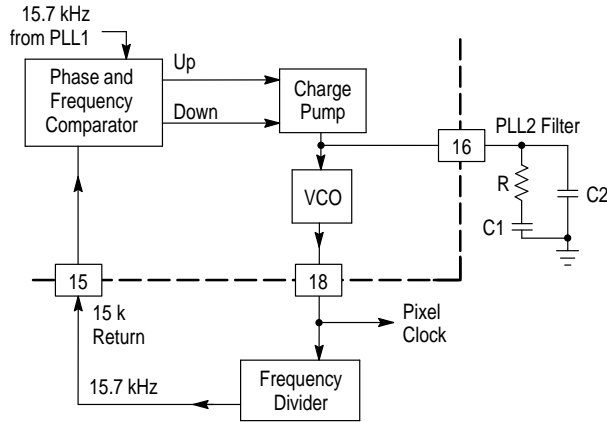 15.7 kHz
from PLL1
Phase and
Frequency
Comparator
Up
Down
Charge
Pump
16
PLL2 Filter
R
C1
C2
VCO
15
18
15 k
Return
Pixel
Clock
15.7 kHz
Frequency
Divider